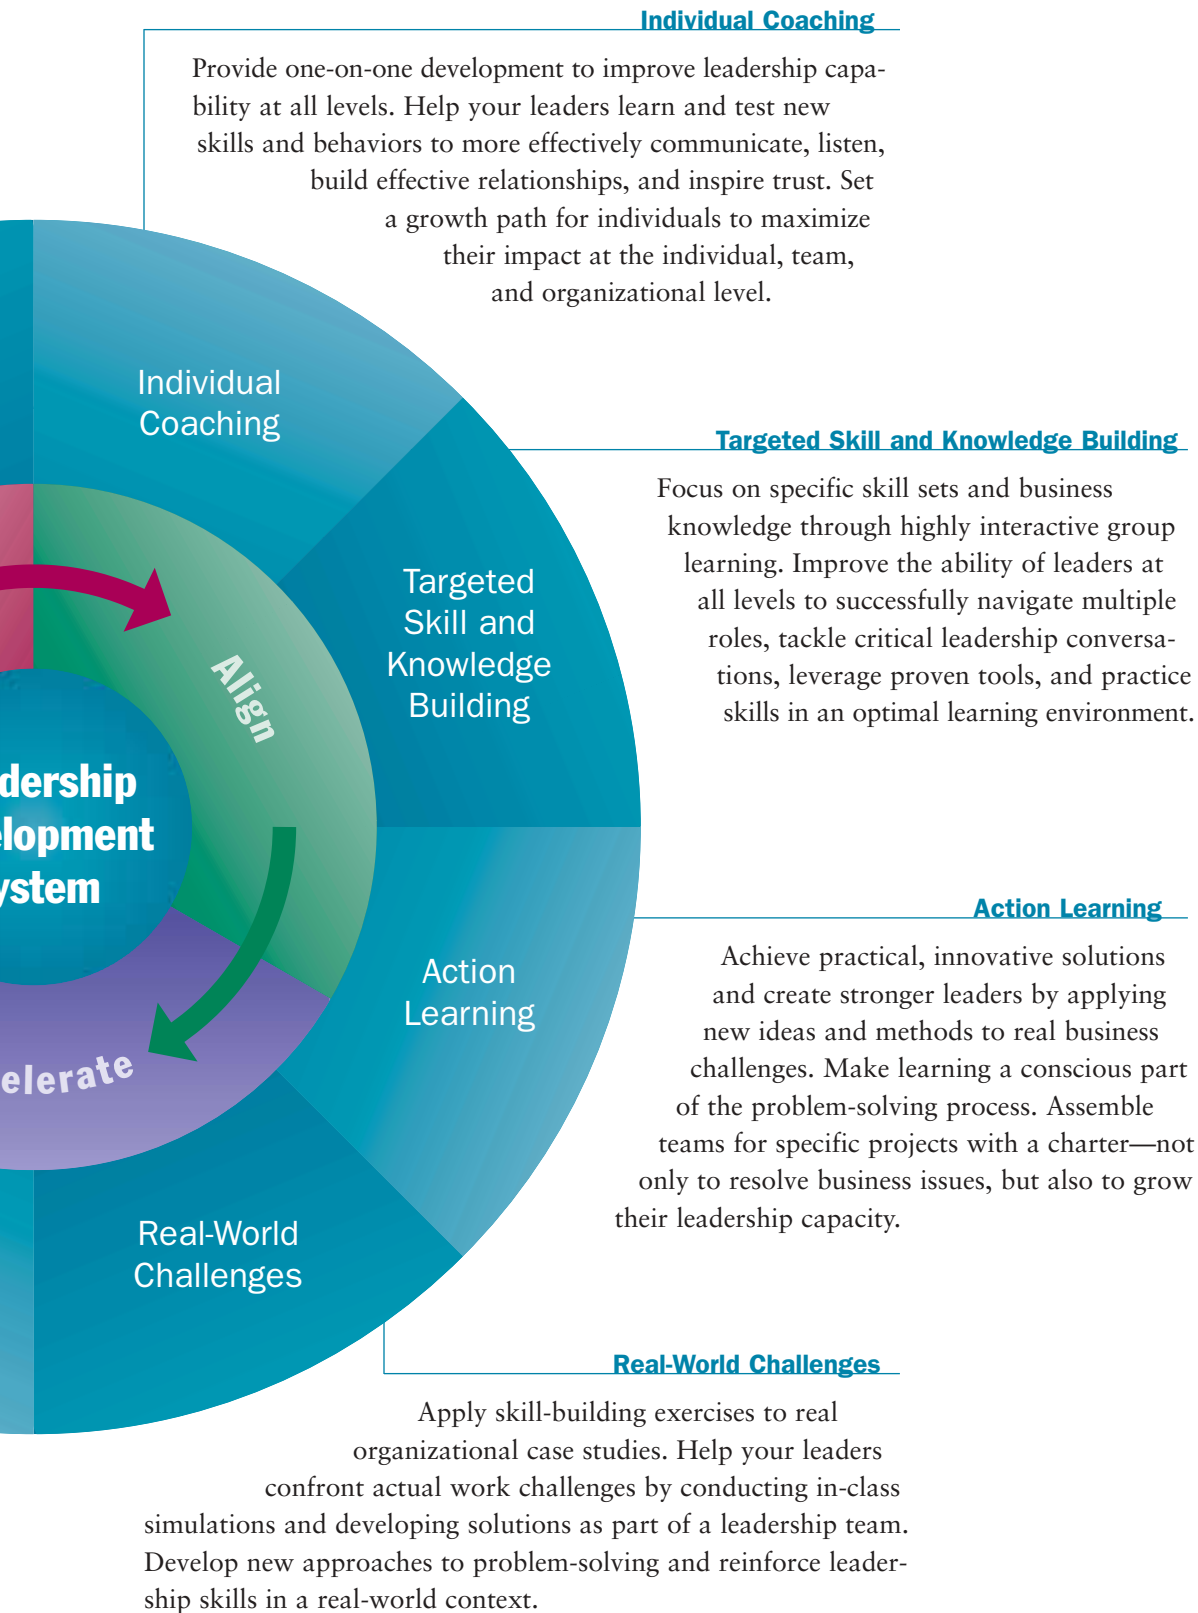 Individual Coaching
Provide one-on-one development to improve leadership capa-
bility at all levels. Help your leaders learn and test new
skills and behaviors to more effectively communicate, listen,
build effective relationships, and inspire trust. Set
a growth path for individuals to maximize
their impact at the individual, team,
and organizational level.
Individual
Coaching
Targeted Skill and Knowledge Building
Focus on specific skill sets and business
knowledge through highly interactive group
learning. Improve the ability of leaders at
all levels to successfully navigate multiple
roles, tackle critical leadership conversa-
tions, leverage proven tools, and practice
skills in an optimal learning environment.
Targeted
Skill and
Knowledge
Building
Align
dership
elopment
ystem
Action Learning
Achieve practical, innovative solutions
and create stronger leaders by applying
new ideas and methods to real business
challenges. Make learning a conscious part
of the problem-solving process. Assemble
teams for specific projects with a charter—not
only to resolve business issues, but also to grow
their leadership capacity.
Action
Learning
elerate
Real-World
Challenges
Real-World Challenges
Apply skill-building exercises to real
organizational case studies. Help your leaders
confront actual work challenges by conducting in-class
simulations and developing solutions as part of a leadership team.
Develop new approaches to problem-solving and reinforce leader-
ship skills in a real-world context.